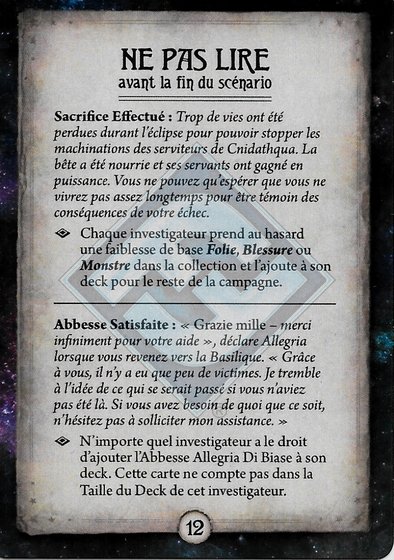 NE PAS LIRE
avant la fin du scénario
Sacrifice Effectué : Trop de vies ont été
perdues durant l'éclipse pour pouvoir stopper les
machinations des serviteurs de Cnidathqua. La
bête a été nourrie et ses servants ont gagné en
puissance. Vous ne pouvez qu'espérer que vous ne
vivrez pas assez longtemps pour être témoin des
conséquences de votre échec.
Chaque investigateur prend au hasard
une faiblesse de base Folie, Blessure ou
Monstre dans la collection et l'ajoute à son
deck pour le reste de la campagne.
Abbesse Satisfaite : « Grazie mille – merci
infiniment pour votre aide », déclare Allegria
lorsque vous revenez vers la Basilique. « Grâce
à vous, il n'y a eu que peu de victimes. Je tremble
à l'idée de ce qui se serait passé si vous n'aviez
pas été là. Si vous avez besoin de quoi que ce soit,
n'hésitez pas à solliciter mon assistance. »
N'importe quel investigateur a le droit
d'ajouter l'Abbesse Allegria Di Biase à son
deck. Cette carte ne compte pas dans la
Taille du Deck de cet investigateur.
12